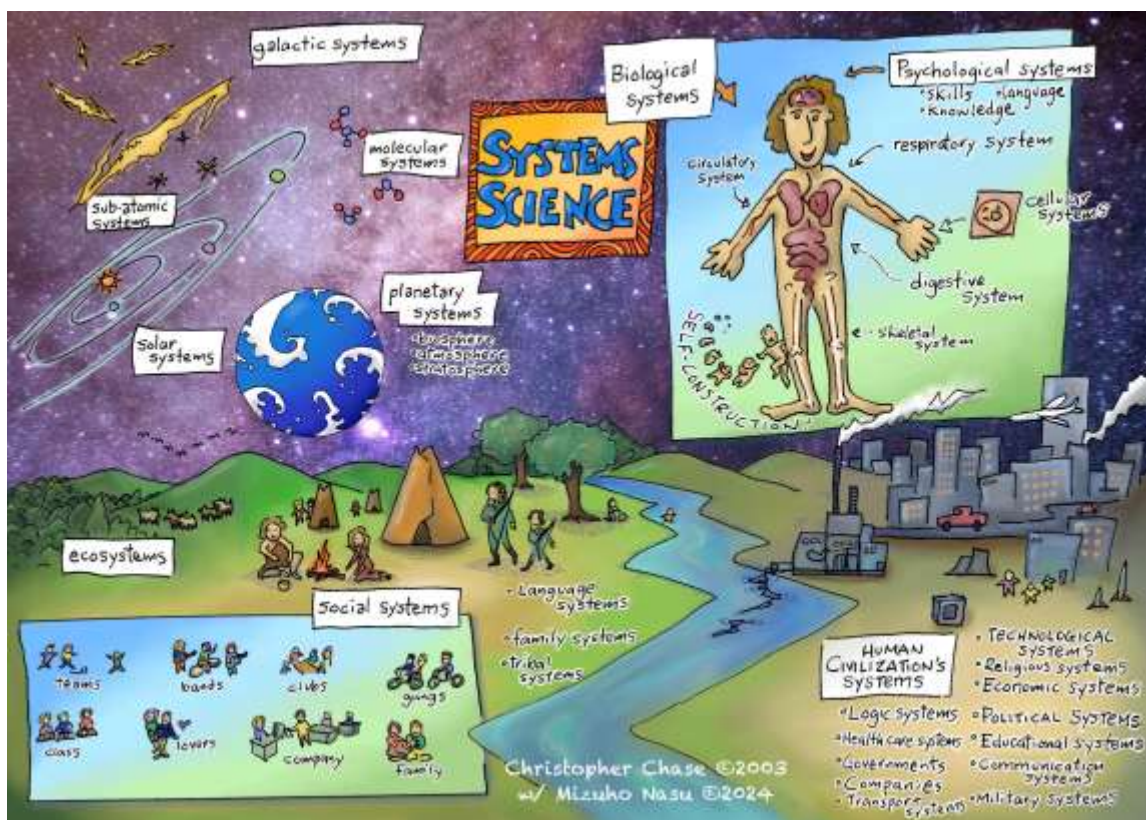 galactic systems
molecular
systems
sub-atomic
systems
solar
systems
planetary
systems
•biosphere
•atmosphere
•stratosphere
SYSTEMS
SCIENCE
Biological
systems
Psychological systems
•skills •language
•knowledge
circulatory
system
respiratory system
cellular
systems
digestive
system
skeletal
system
SELF CONSTRUCTION
ecosystems
social systems
teams
bands
clubs
gangs
class
lovers
company
family
• Language
systems
•family systems
•tribal
systems
HUMAN
CIVILIZATION'S
SYSTEMS
• TECHNOLOGICAL
SYSTEMS
•Religious systems
•Economic systems
•Logic systems
•Health care systems
•Governments
•Companies
•Transport
systems
•POLITICAL SYSTEMS
•Educational systems
•Communication
systems
•Military systems
Christopher Chase ©2003
w/ Mizuho Nasu ©2024